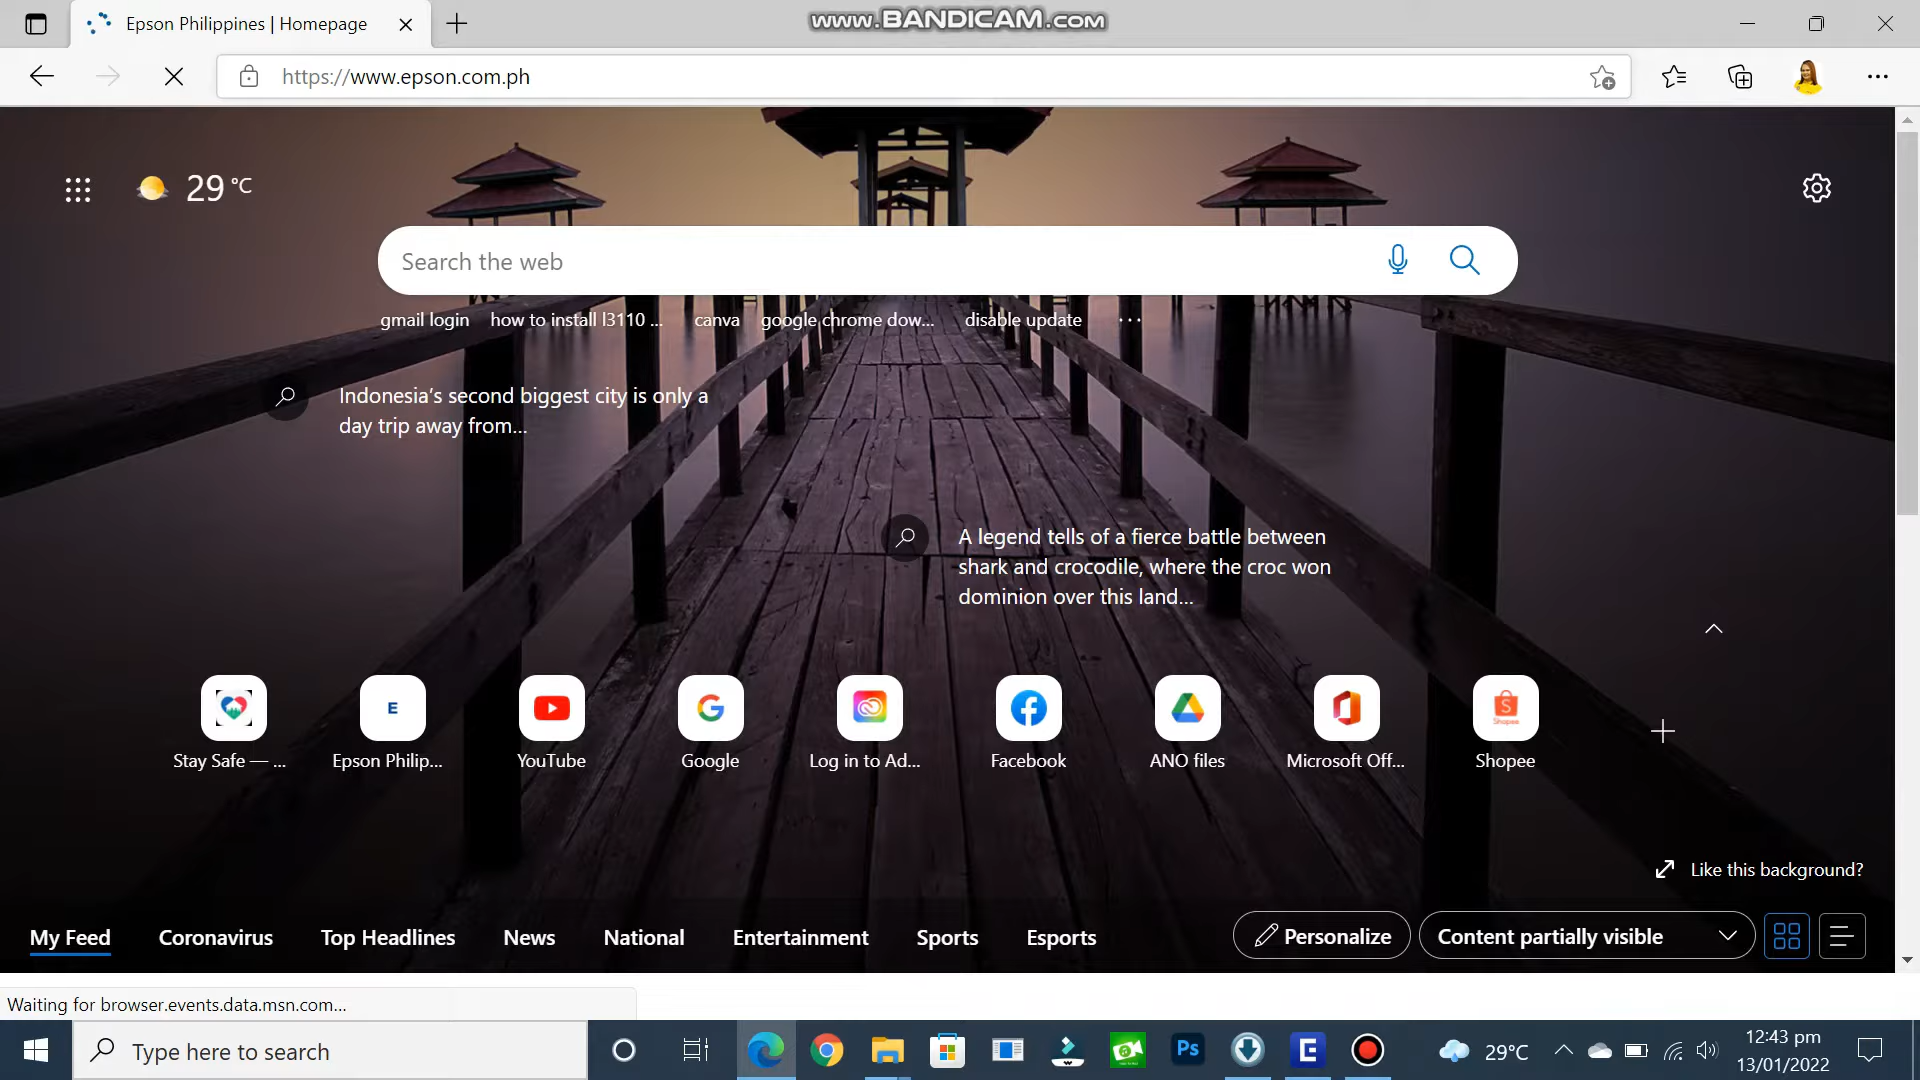 Epson Philippines | Homepage
www.BANDICAM.com
https://www.epson.com.ph
29 °C
Search the web
gmail login
how to install l3110 ...
canva
google chrome dow...
disable update
Indonesia's second biggest city is only a
day trip away from...
A legend tells of a fierce battle between
shark and crocodile, where the croc won
dominion over this land...
E
Shopee
Stay Safe — ...
Epson Philip...
YouTube
Google
Log in to Ad...
Facebook
ANO files
Microsoft Off...
Shopee
Like this background?
My Feed
Coronavirus
Top Headlines
News
National
Entertainment
Sports
Esports
Personalize
Content partially visible
Waiting for browser.events.data.msn.com...
Type here to search
Ps
E
29°C
12:43 pm
13/01/2022